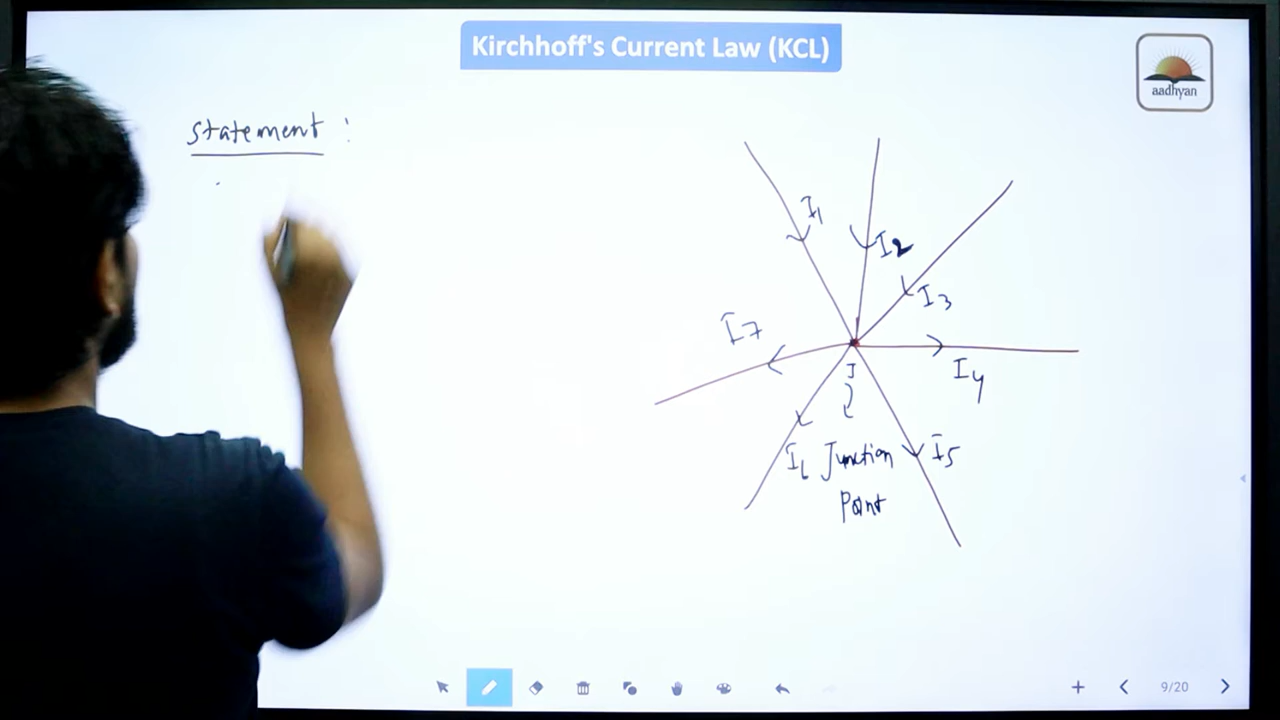 Kirchhoff's Current Law (KCL)
aadhyan
Statement :
I1
I2
I3
I7
I4
J
I6 Junction
I5
Point
9/20